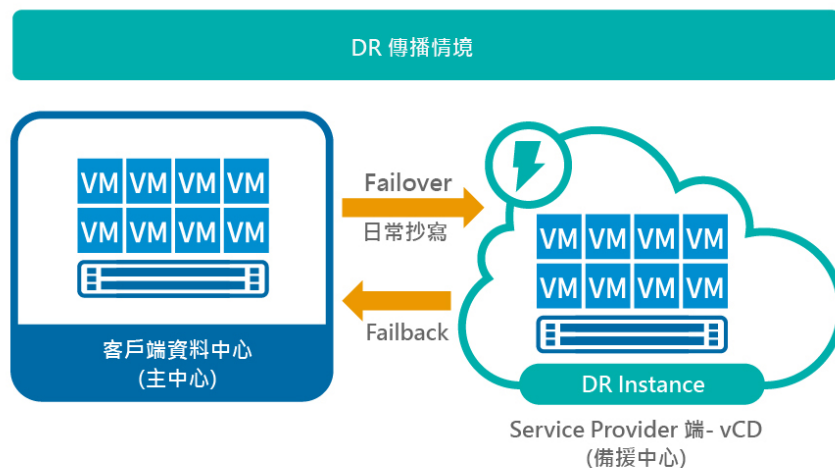 DR 傳播情境
VM VM VM VM
VM VM VM VM
客戶端資料中心
(主中心)
Failover
日常抄寫
Failback
VM VM VM VM
VM VM VM VM
DR Instance
Service Provider 端- vCD
(備援中心)